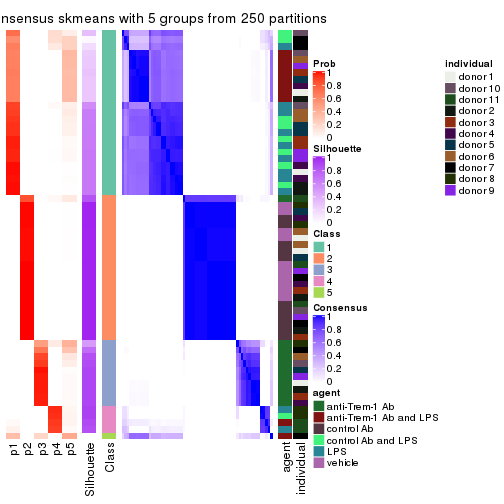 nsensus skmeans with 5 groups from 250 partitions
p1
p2
p3
p4
p5
Silhouette
Class
agent
individual
Prob
1
0.8
0.6
0.4
0.2
0
Silhouette
1
0.8
0.6
0.4
0.2
0
Class
1
2
3
4
5
Consensus
1
0.8
0.6
0.4
0.2
0
agent
anti-Trem-1 Ab
anti-Trem-1 Ab and LPS
control Ab
control Ab and LPS
LPS
vehicle
individual
donor 1
donor 10
donor 11
donor 2
donor 3
donor 4
donor 5
donor 6
donor 7
donor 8
donor 9